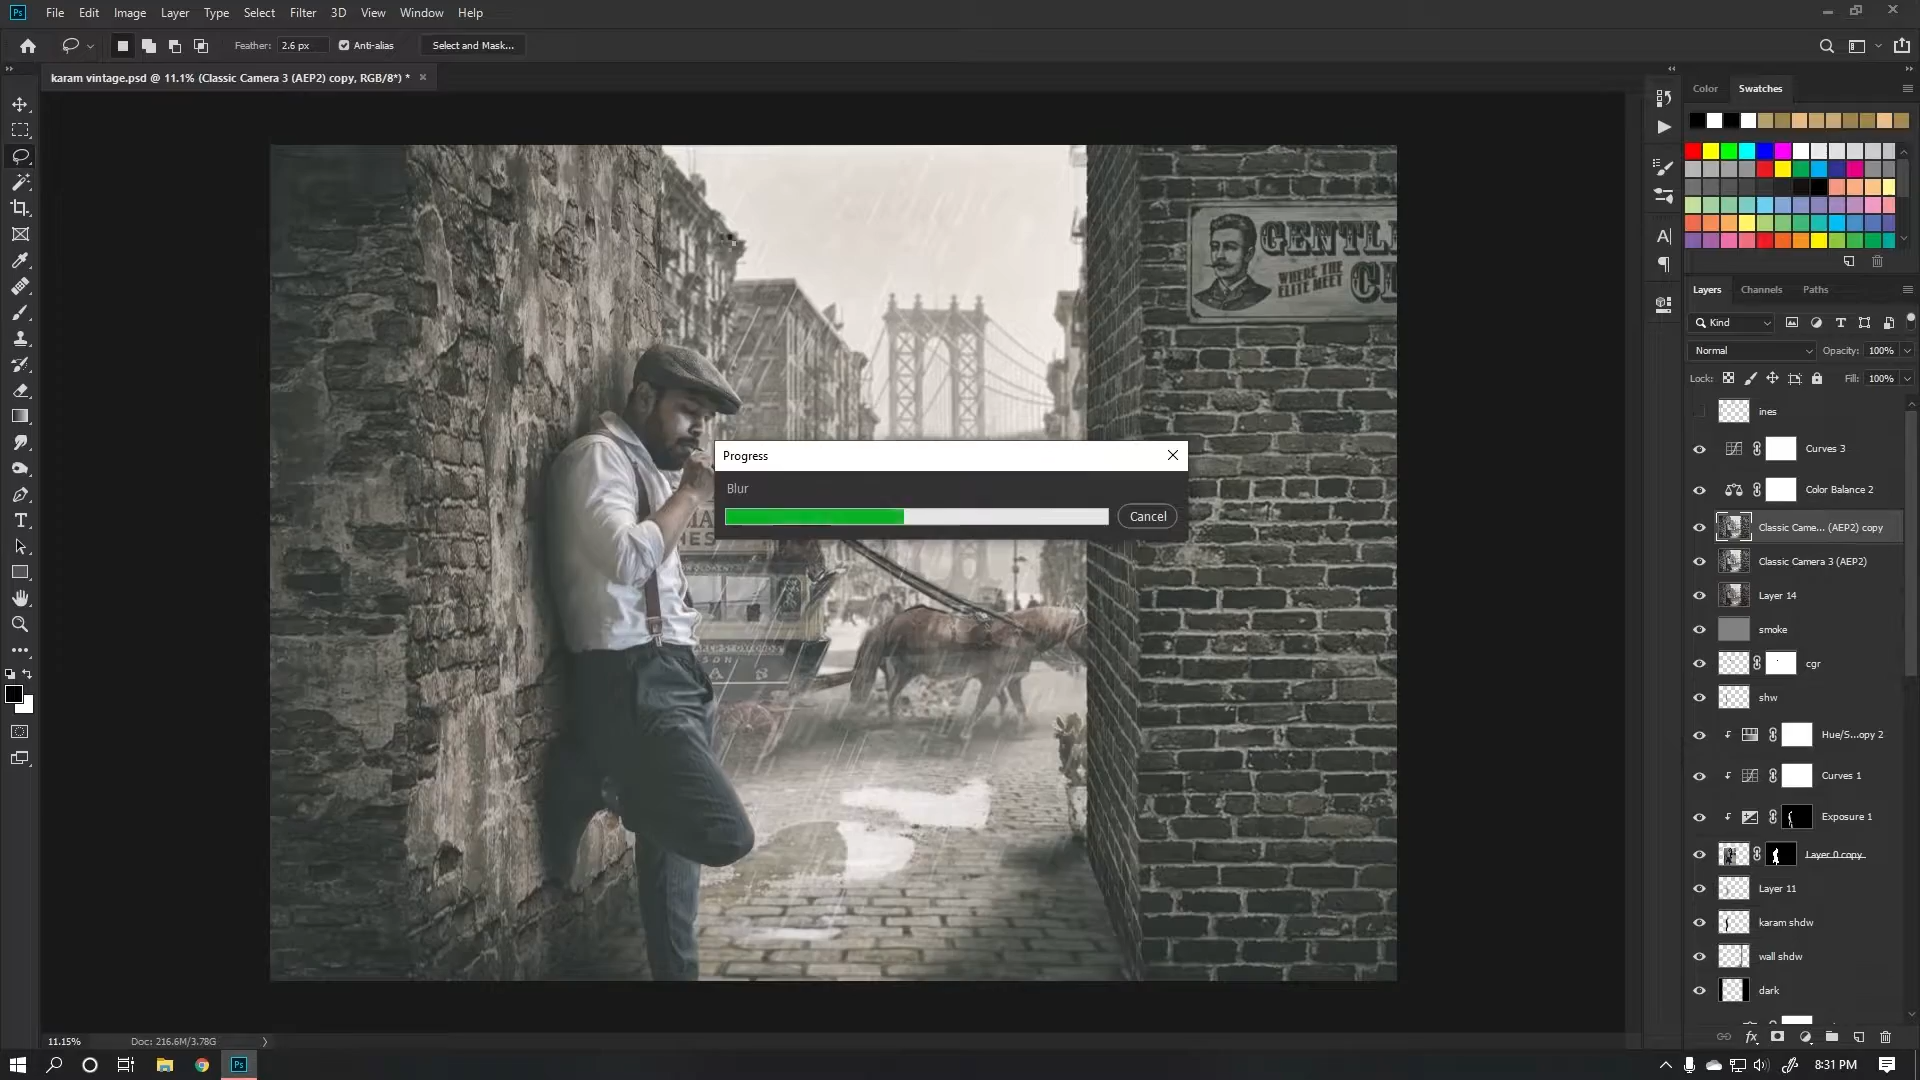 File Edit Image Layer Type Select Filter 3D View Window Help
Feather: 2.6 px Anti-alias Select and Mask...
karam vintage.psd @ 11.1% (Classic Camera 3 (AEP2) copy, RGB/8*) *
Color Swatches
GENTLE
WHERE THE
ELITE MEET
Layers Channels Paths
Kind
Normal Opacity: 100%
Lock: Fill: 100%
ines
Curves 3
Color Balance 2
Classic Came... (AEP2) copy
Classic Camera 3 (AEP2)
Layer 14
smoke
cgr
shw
Hue/S...opy 2
Curves 1
Exposure 1
Layer 0 copy
Layer 11
karam shdw
wall shdw
dark
Progress
Blur
Cancel
11.15% Doc: 216.6M/3.78G
8:31 PM